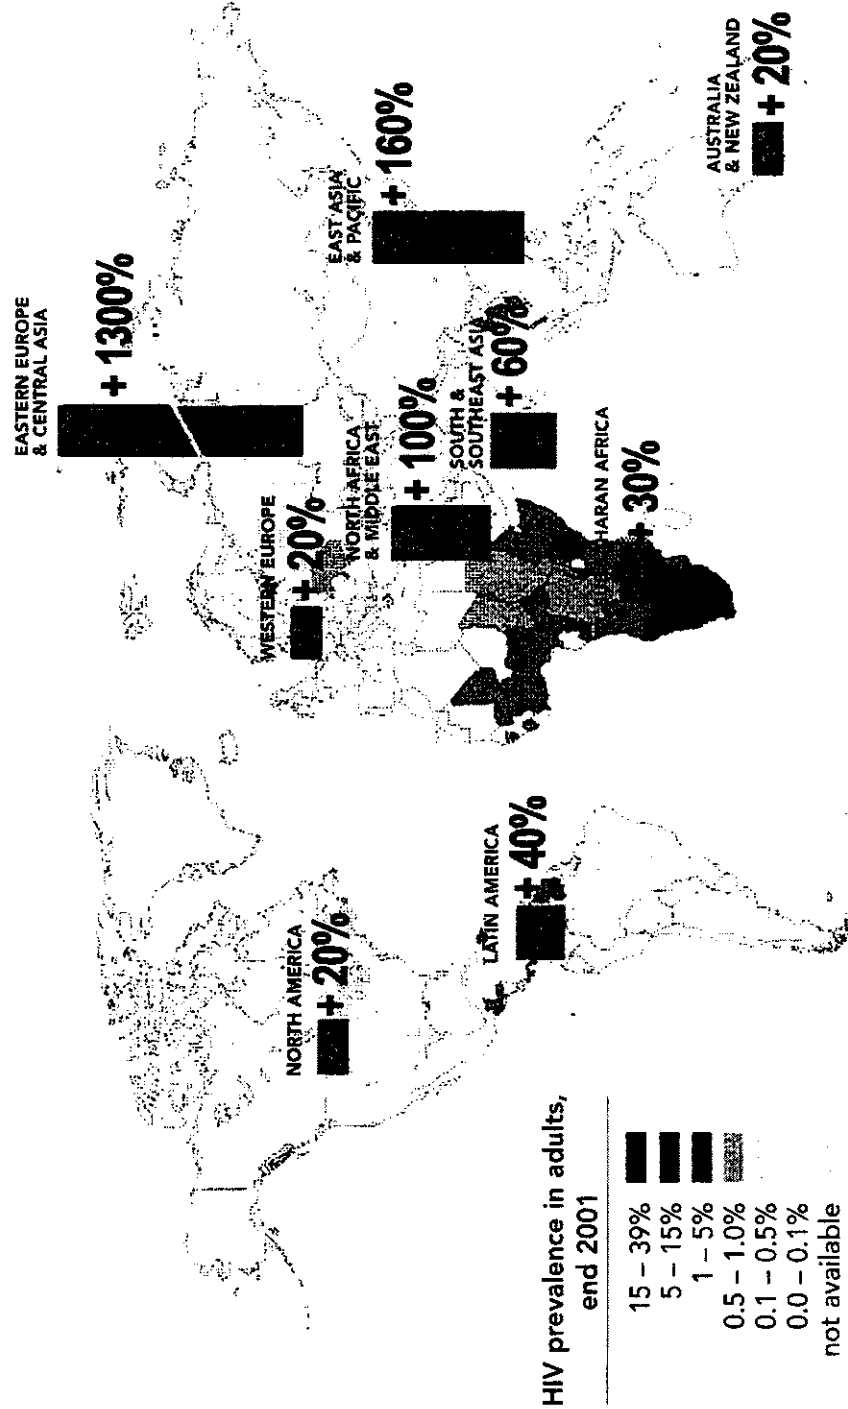 EASTERN EUROPE
& CENTRAL ASIA
+ 1300%
WESTERN EUROPE
+ 20%
NORTH AMERICA
+ 20%
EAST ASIA
& PACIFIC
+ 160%
NORTH AFRICA
& MIDDLE EAST
+ 100%
SOUTH &
SOUTHEAST ASIA
+ 60%
LATIN AMERICA
+ 40%
HARAN AFRICA
+ 30%
AUSTRALIA
& NEW ZEALAND
+ 20%
HIV prevalence in adults,
end 2001
15 – 39%
5 – 15%
1 – 5%
0.5 – 1.0%
0.1 – 0.5%
0.0 – 0.1%
not available